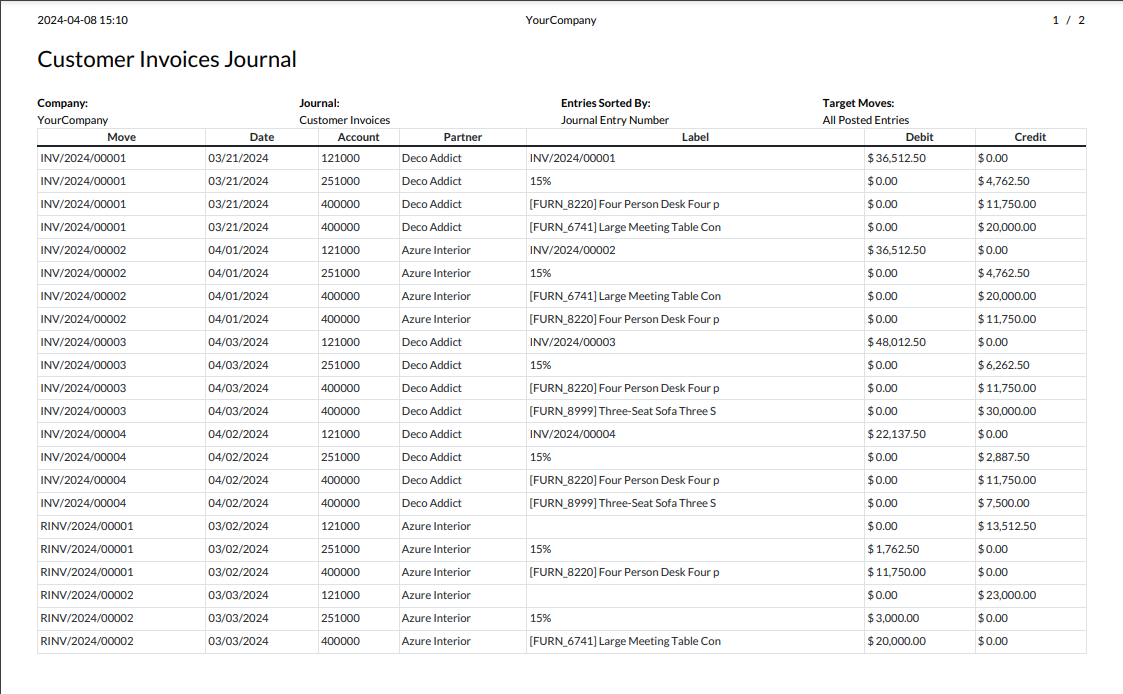 2024-04-08 15:10 YourCompany 1 / 2
Customer Invoices Journal
Company: Journal: Entries Sorted By: Target Moves:
YourCompany Customer Invoices Journal Entry Number All Posted Entries
Move Date Account Partner Label Debit Credit
INV/2024/00001 03/21/2024 121000 Deco Addict INV/2024/00001 $ 36,512.50 $ 0.00
INV/2024/00001 03/21/2024 251000 Deco Addict 15% $ 0.00 $ 4,762.50
INV/2024/00001 03/21/2024 400000 Deco Addict [FURN_8220] Four Person Desk Four p $ 0.00 $ 11,750.00
INV/2024/00001 03/21/2024 400000 Deco Addict [FURN_6741] Large Meeting Table Con $ 0.00 $ 20,000.00
INV/2024/00002 04/01/2024 121000 Azure Interior INV/2024/00002 $ 36,512.50 $ 0.00
INV/2024/00002 04/01/2024 251000 Azure Interior 15% $ 0.00 $ 4,762.50
INV/2024/00002 04/01/2024 400000 Azure Interior [FURN_6741] Large Meeting Table Con $ 0.00 $ 20,000.00
INV/2024/00002 04/01/2024 400000 Azure Interior [FURN_8220] Four Person Desk Four p $ 0.00 $ 11,750.00
INV/2024/00003 04/03/2024 121000 Deco Addict INV/2024/00003 $ 48,012.50 $ 0.00
INV/2024/00003 04/03/2024 251000 Deco Addict 15% $ 0.00 $ 6,262.50
INV/2024/00003 04/03/2024 400000 Deco Addict [FURN_8220] Four Person Desk Four p $ 0.00 $ 11,750.00
INV/2024/00003 04/03/2024 400000 Deco Addict [FURN_8999] Three-Seat Sofa Three S $ 0.00 $ 30,000.00
INV/2024/00004 04/02/2024 121000 Deco Addict INV/2024/00004 $ 22,137.50 $ 0.00
INV/2024/00004 04/02/2024 251000 Deco Addict 15% $ 0.00 $ 2,887.50
INV/2024/00004 04/02/2024 400000 Deco Addict [FURN_8220] Four Person Desk Four p $ 0.00 $ 11,750.00
INV/2024/00004 04/02/2024 400000 Deco Addict [FURN_8999] Three-Seat Sofa Three S $ 0.00 $ 7,500.00
RINV/2024/00001 03/02/2024 121000 Azure Interior $ 0.00 $ 13,512.50
RINV/2024/00001 03/02/2024 251000 Azure Interior 15% $ 1,762.50 $ 0.00
RINV/2024/00001 03/02/2024 400000 Azure Interior [FURN_8220] Four Person Desk Four p $ 11,750.00 $ 0.00
RINV/2024/00002 03/03/2024 121000 Azure Interior $ 0.00 $ 23,000.00
RINV/2024/00002 03/03/2024 251000 Azure Interior 15% $ 3,000.00 $ 0.00
RINV/2024/00002 03/03/2024 400000 Azure Interior [FURN_6741] Large Meeting Table Con $ 20,000.00 $ 0.00